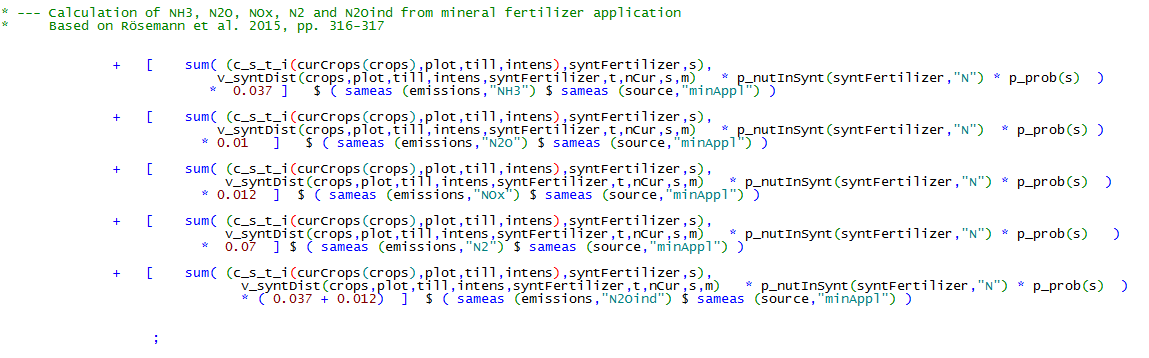 * --- Calculation of NH3, N2O, NOx, N2 and N2Oind from mineral fertilizer application
*     Based on Rösemann et al. 2015, pp. 316-317
+   [    sum( (c_s_t_i(curCrops(crops),plot,till,intens),syntFertilizer,s),
v_syntDist(crops,plot,till,intens,syntFertilizer,t,nCur,s,m)   * p_nutInSynt(syntFertilizer,"N") * p_prob(s)  )
*  0.037 ]   $ ( sameas (emissions,"NH3") $ sameas (source,"minAppl") )
+   [    sum( (c_s_t_i(curCrops(crops),plot,till,intens),syntFertilizer,s),
v_syntDist(crops,plot,till,intens,syntFertilizer,t,nCur,s,m)   * p_nutInSynt(syntFertilizer,"N")  * p_prob(s) )
* 0.01   ]   $ ( sameas (emissions,"N2O") $ sameas (source,"minAppl") )
+   [    sum( (c_s_t_i(curCrops(crops),plot,till,intens),syntFertilizer,s),
v_syntDist(crops,plot,till,intens,syntFertilizer,t,nCur,s,m)   * p_nutInSynt(syntFertilizer,"N") * p_prob(s)  )
* 0.012  ]  $ ( sameas (emissions,"NOx") $ sameas (source,"minAppl") )
+   [    sum( (c_s_t_i(curCrops(crops),plot,till,intens),syntFertilizer,s),
v_syntDist(crops,plot,till,intens,syntFertilizer,t,nCur,s,m)   * p_nutInSynt(syntFertilizer,"N") * p_prob(s)   )
*  0.07  ] $ ( sameas (emissions,"N2") $ sameas (source,"minAppl") )
+   [    sum( (c_s_t_i(curCrops(crops),plot,till,intens),syntFertilizer,s),
v_syntDist(crops,plot,till,intens,syntFertilizer,t,nCur,s,m)   * p_nutInSynt(syntFertilizer,"N") * p_prob(s)  )
* ( 0.037 + 0.012)  ]  $ ( sameas (emissions,"N2Oind") $ sameas (source,"minAppl") )
;